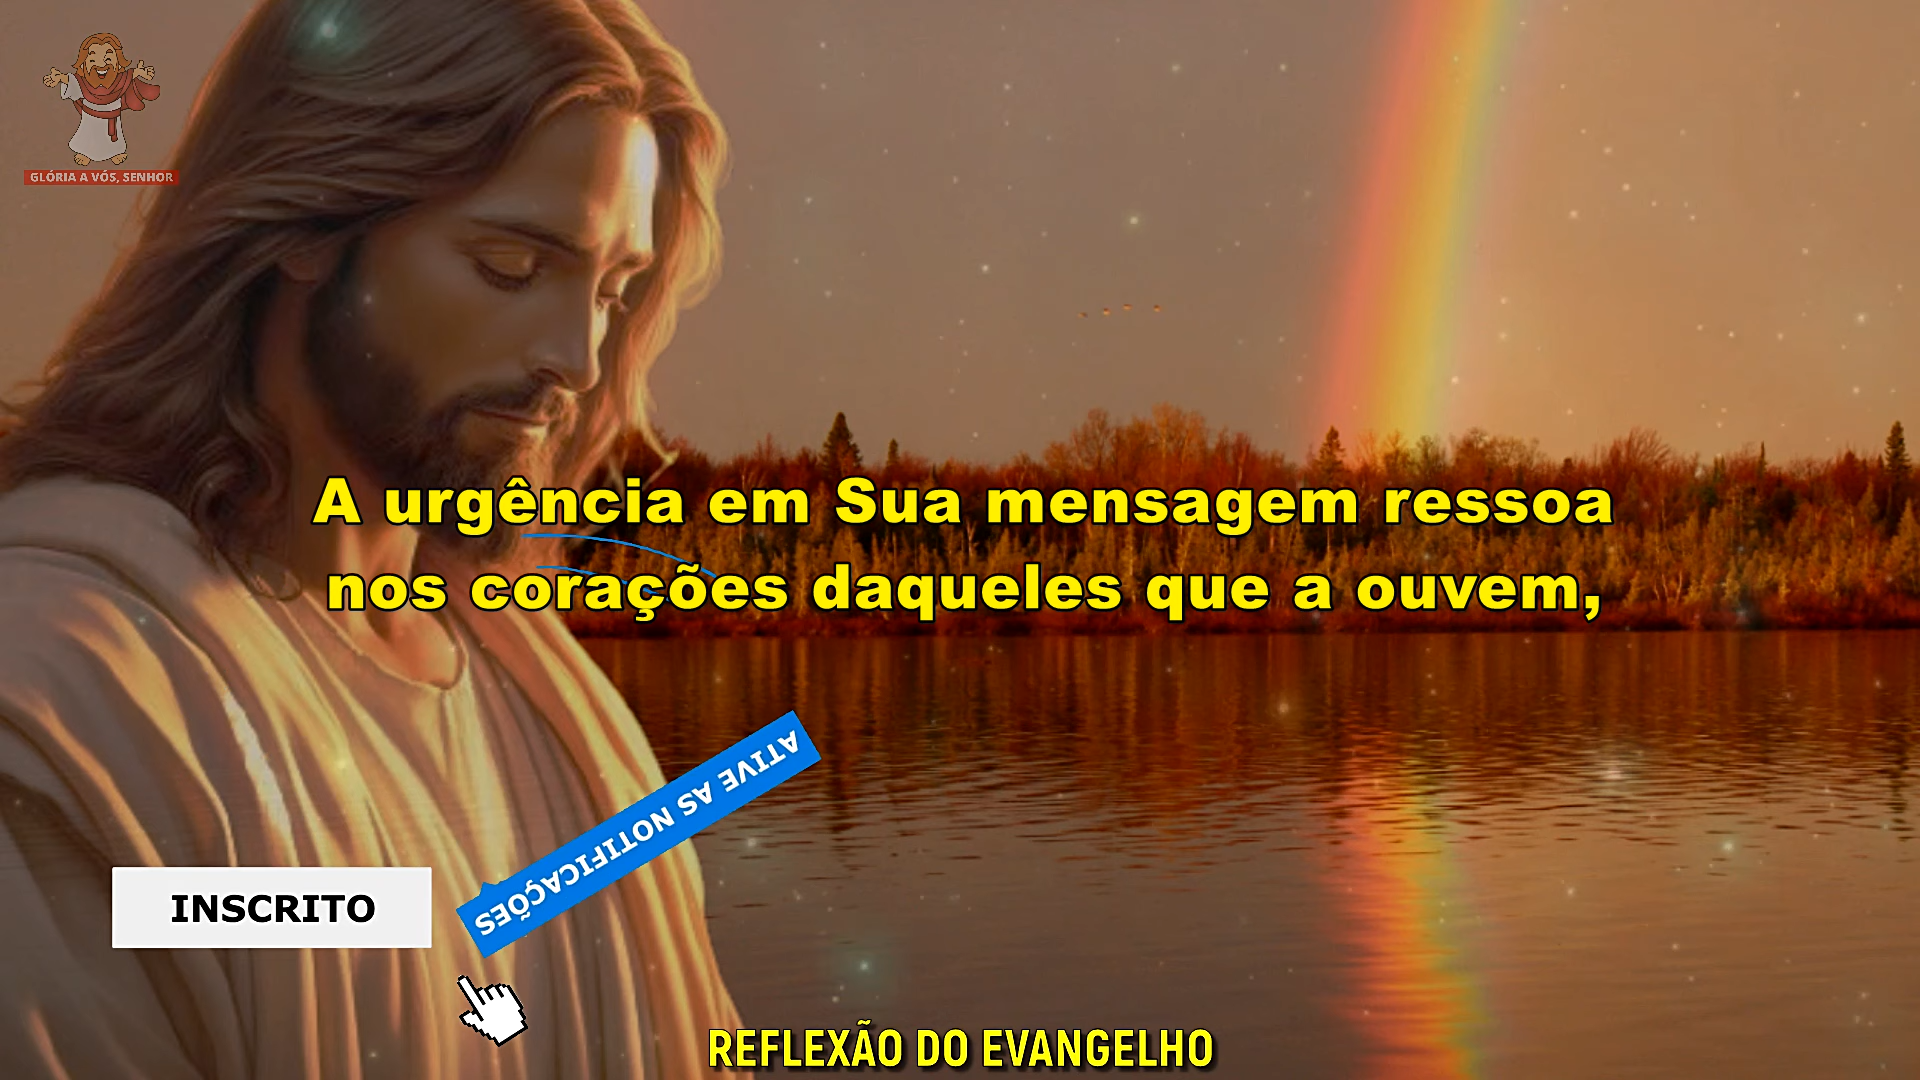 GLÓRIA A VÓS, SENHOR
A urgência em Sua mensagem ressoa
nos corações daqueles que a ouvem,
ATIVE AS NOTIFICAÇÕES
INSCRITO
REFLEXÃO DO EVANGELHO